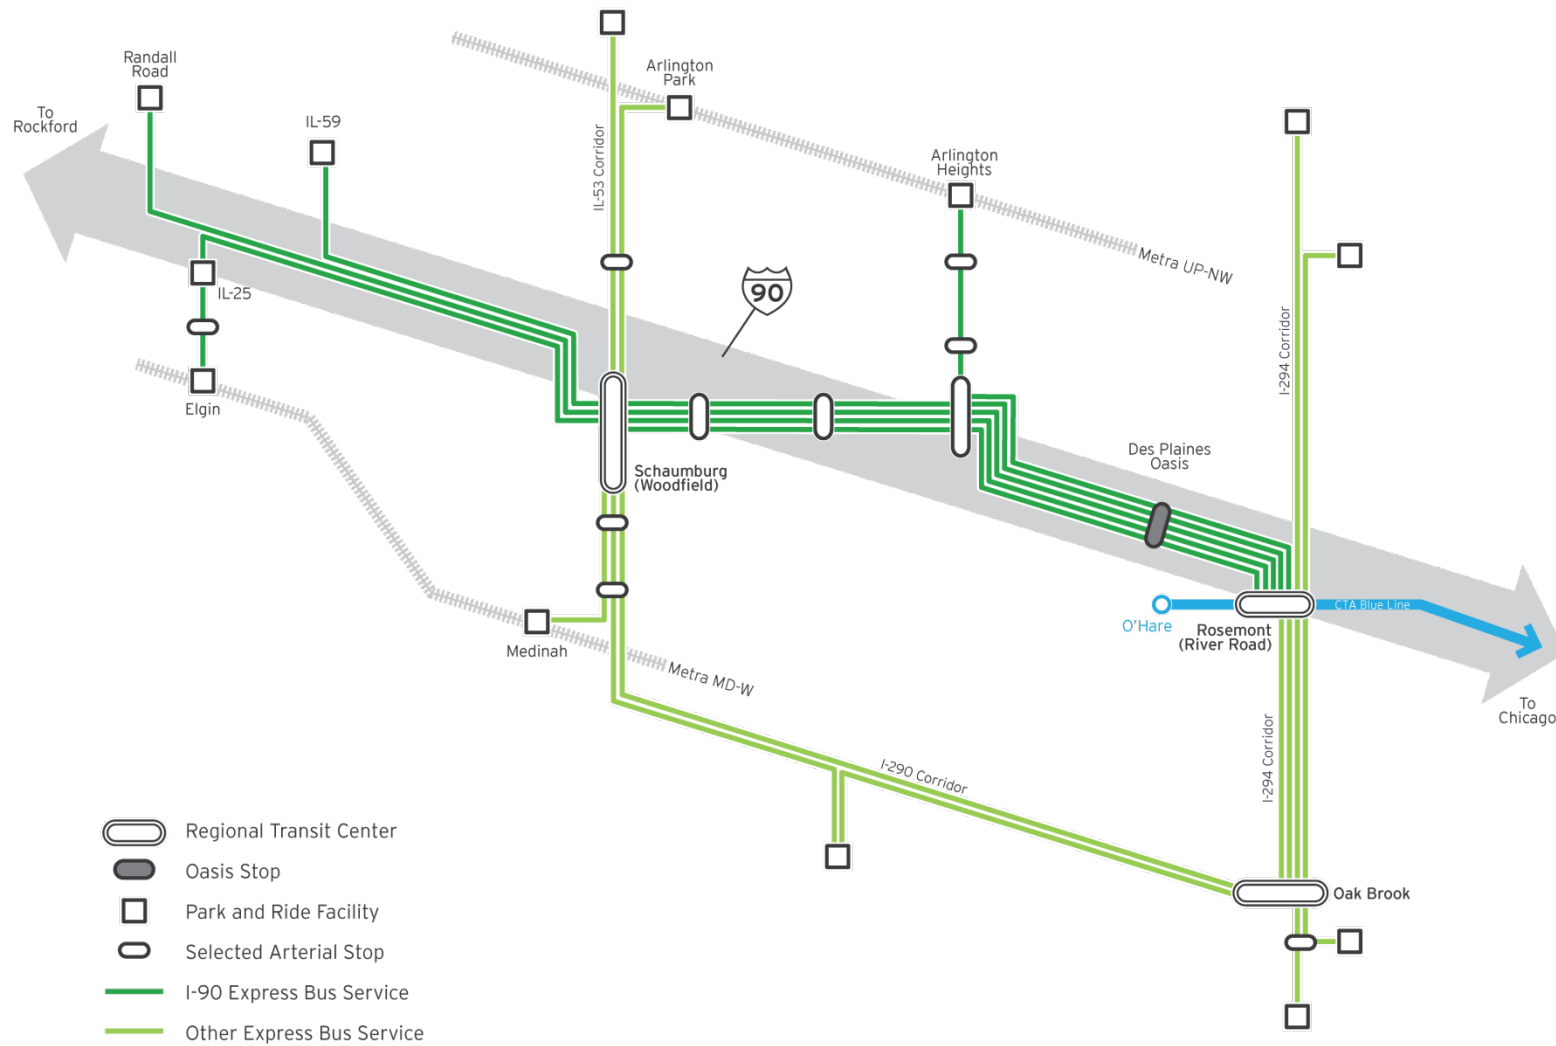 Randall
Road
To
Rockford
IL-59
Arlington
Park
IL-53 Corridor
Arlington
Heights
Metra UP-NW
IL-25
90
I-294 Corridor
Elgin
Schaumburg
(Woodfield)
Des Plaines
Oasis
O'Hare
CTA Blue Line
Rosemont
(River Road)
Medinah
Metra MD-W
To
Chicago
I-290 Corridor
I-294 Corridor
Oak Brook
Regional Transit Center
Oasis Stop
Park and Ride Facility
Selected Arterial Stop
I-90 Express Bus Service
Other Express Bus Service